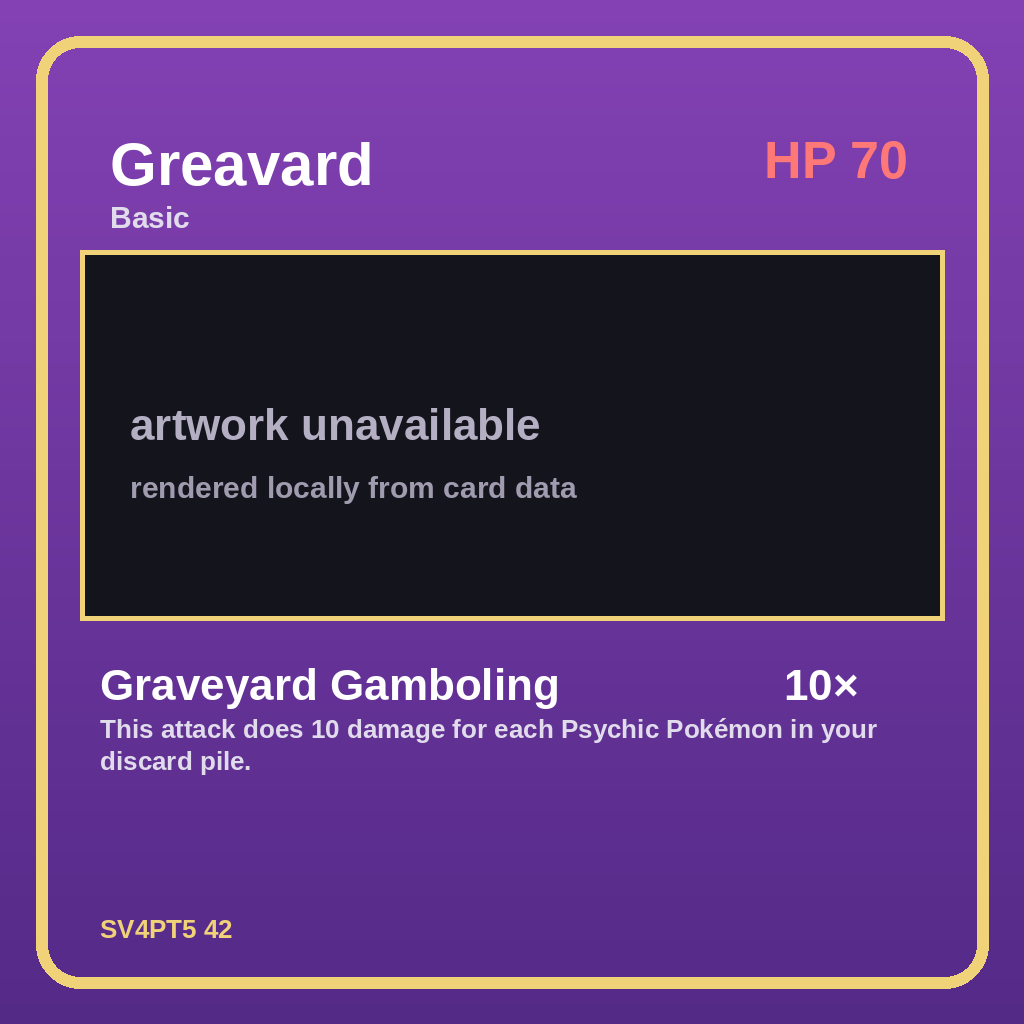 Greavard
HP 70
Basic
artwork unavailable
rendered locally from card data
Graveyard Gamboling 10×
This attack does 10 damage for each Psychic Pokémon in your
discard pile.
SV4PT5 42